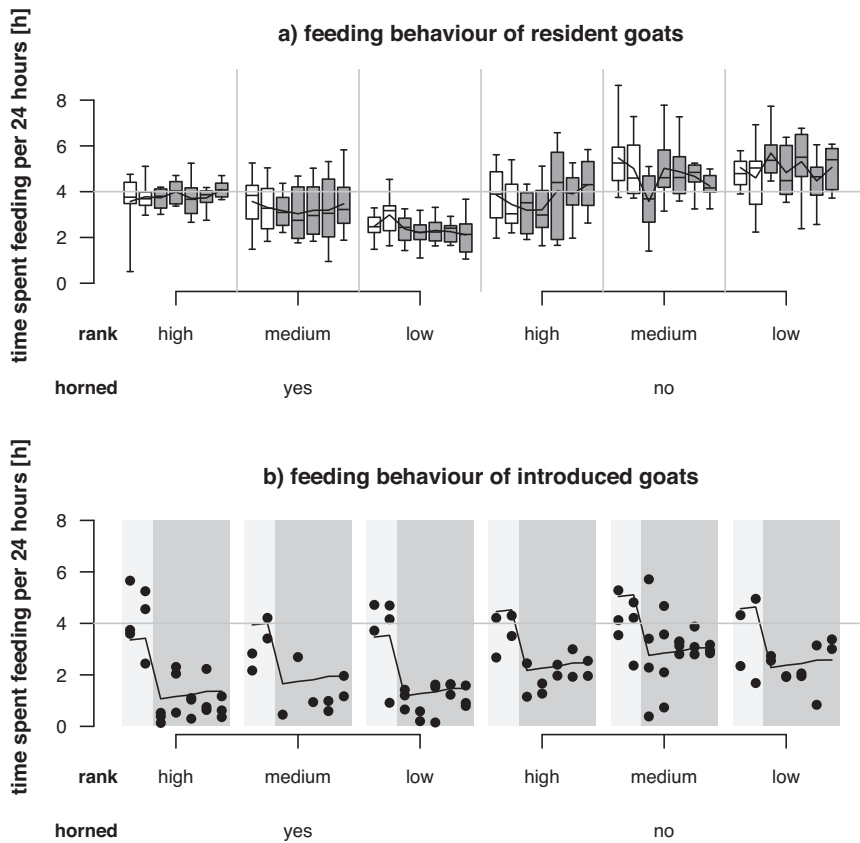 a) feeding behaviour of resident goats
time spent feeding per 24 hours [h]
8
6
4
2
0
rank high medium low high medium low
horned yes no
b) feeding behaviour of introduced goats
time spent feeding per 24 hours [h]
8
6
4
2
0
rank high medium low high medium low
horned yes no